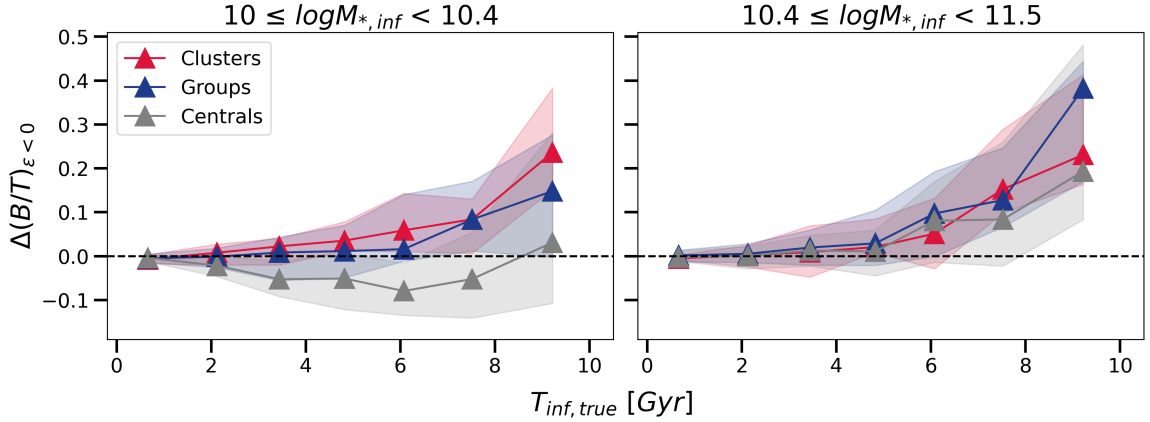 10 ≤ logM*,inf < 10.4
10.4 ≤ logM*,inf < 11.5
Δ(B/T)ε<0
0.5
0.4
0.3
0.2
0.1
0.0
−0.1
Clusters
Groups
Centrals
0 2 4 6 8 10
0 2 4 6 8 10
Tinf,true [Gyr]